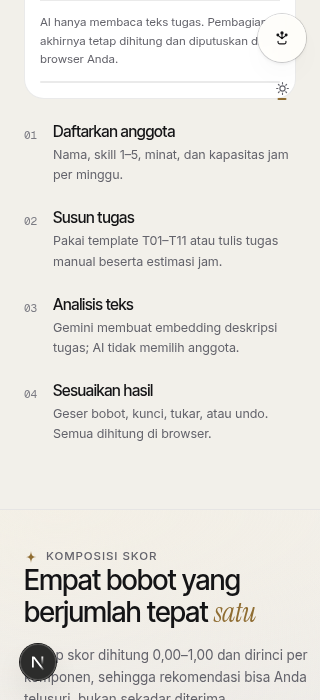 AI hanya membaca teks tugas. Pembagian
akhirnya tetap dihitung dan diputuskan
browser Anda.
01 Daftarkan anggota
Nama, skill 1–5, minat, dan kapasitas jam
per minggu.
02 Susun tugas
Pakai template T01–T11 atau tulis tugas
manual beserta estimasi jam.
03 Analisis teks
Gemini membuat embedding deskripsi
tugas; AI tidak memilih anggota.
04 Sesuaikan hasil
Geser bobot, kunci, tukar, atau undo.
Semua dihitung di browser.
KOMPOSISI SKOR
Empat bobot yang
berjumlah tepat satu
skor dihitung 0,00–1,00 dan dirinci per
komponen, sehingga rekomendasi bisa Anda
telusuri, bukan sekadar diterima.
N